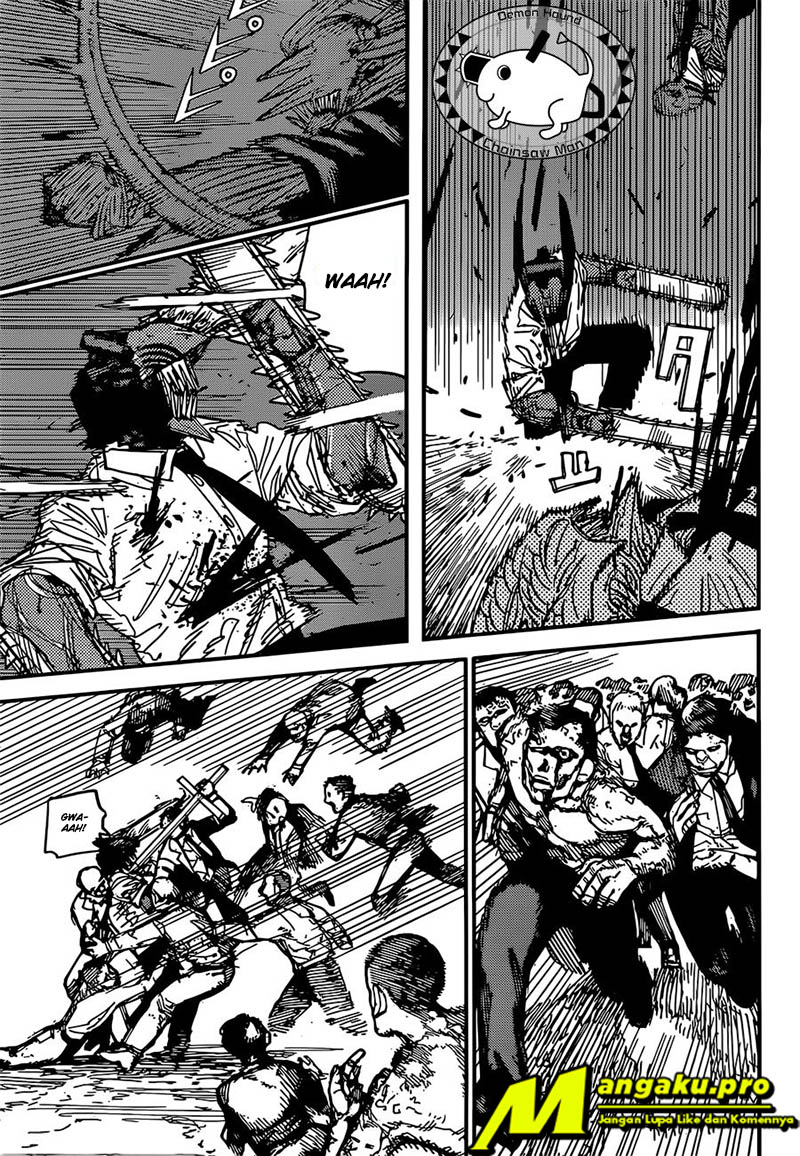 Demon Hound
Chainsaw Man
WAAH!
GWA-
AAH!
Mangaku.pro
Jangan Lupa Like dan Komennya